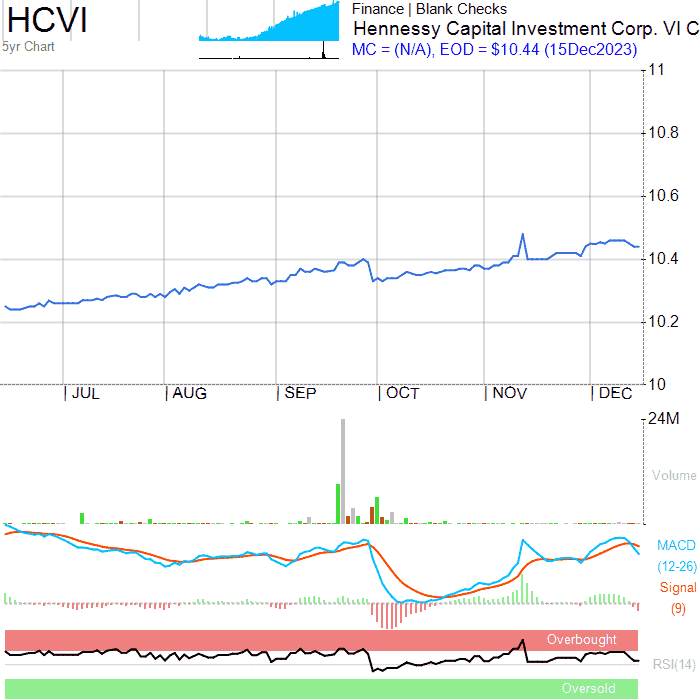 HCVI
5yr Chart
Finance | Blank Checks
Hennessy Capital Investment Corp. VI C
MC = (N/A), EOD = $10.44 (15Dec2023)
11
10.8
10.6
10.4
10.2
10
JUL AUG SEP OCT NOV DEC
24M
Volume
MACD
(12-26)
Signal
(9)
Overbought
RSI(14)
Oversold